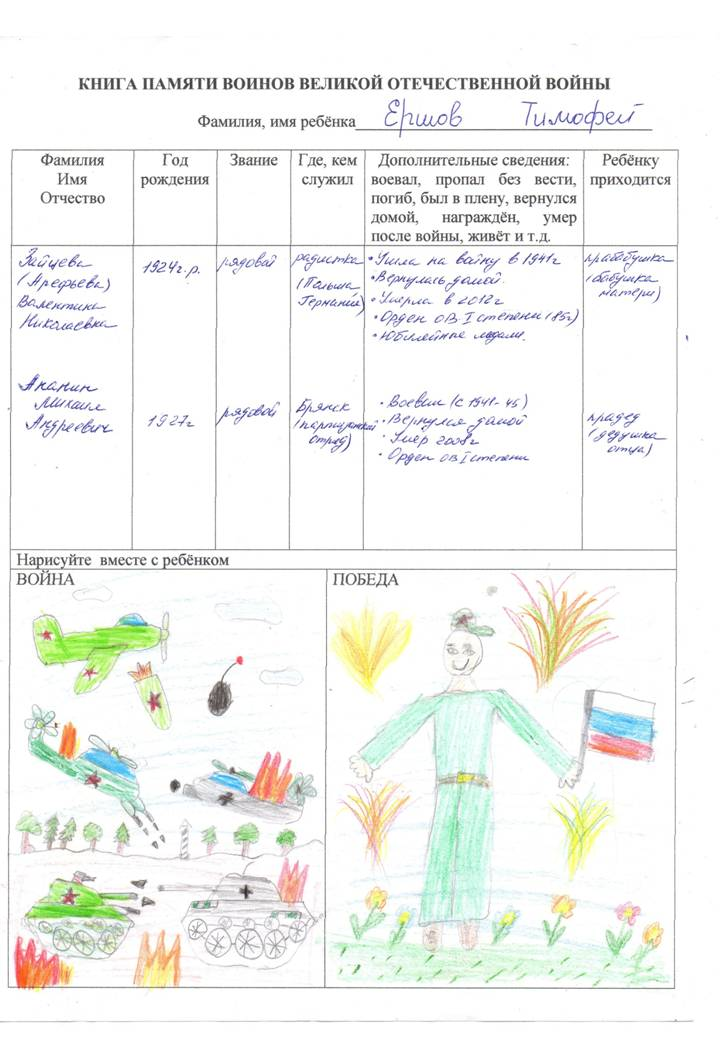 КНИГА ПАМЯТИ ВОИНОВ ВЕЛИКОЙ ОТЕЧЕСТВЕННОЙ ВОЙНЫ
Фамилия, имя ребёнка Ершов Тимофей
Фамилия
Имя
Отчество
Год
рождения
Звание
Где, кем
служил
Дополнительные сведения:
воевал, пропал без вести,
погиб, был в плену, вернулся
домой, награждён, умер
после войны, живёт и т.д.
Ребёнку
приходится
Зайцева
(Арефьева)
Валентина
Николаевна
1924г.р.
рядовой
радистка
(Польша
Германия)
• Ушла на войну в 1941г
• Вернулась домой.
• Умерла в 2012г
• Орден ОВ. I степени (85г)
• Юбилейные медали.
прабабушка
(бабушка
матери)
Ананин
Михаил
Андреевич
1927г
рядовой
Брянск
(партизанский
отряд)
• Воевал (с 1941-45)
• Вернулся домой
• Умер 2008г
• Орден ОВ I степени
прадед
(дедушка
отца)
Нарисуйте вместе с ребёнком
ВОЙНА
ПОБЕДА